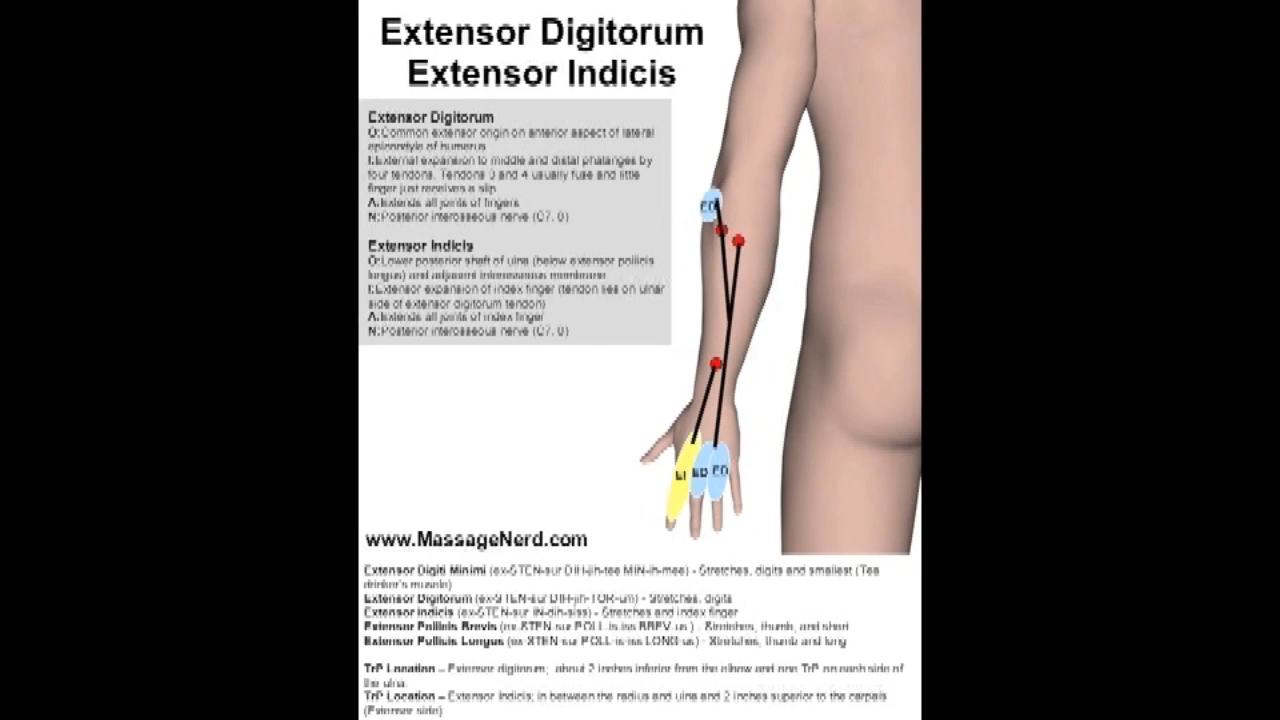 Extensor Digitorum
Extensor Indicis
Extensor Digitorum
O:Common extensor origin on anterior aspect of lateral
epicondyle of humerus
I:External expansion to middle and distal phalanges by
four tendons. Tendons 3 and 4 usually fuse and little
finger just receives a slip
A:Extends all joints of fingers
N:Posterior interosseous nerve (C7, 8)
Extensor Indicis
O:Lower posterior shaft of ulna (below extensor pollicis
longus) and adjacent interosseous membrane
I:Extensor expansion of index finger (tendon lies on ulnar
side of extensor digitorum tendon)
A:Extends all joints of index finger
N:Posterior interosseous nerve (C7, 8)
ED
EI ED ED
www.MassageNerd.com
Extensor Digiti Minimi (ex-STEN-sur DIH-jih-tee MIN-ih-mee) - Stretches, digits and smallest (Tea
drinker's muscle)
Extensor Digitorum (ex-STEN-sur DIH-jih-TOR-um) - Stretches, digits
Extensor Indicis (ex-STEN-sur IN-dih-siss) - Stretches and index finger
Extensor Pollicis Brevis (ex-STEN-sur POLL-is-iss BREV-us ) - Stretches, thumb, and short
Extensor Pollicis Longus (ex-STEN-sur POLL-is-iss LONG-us) - Stretches, thumb and long
TrP Location – Extensor digitorum; about 2 inches inferior from the elbow and one TrP on each side of
the ulna.
TrP Location – Extensor Indicis; in between the radius and ulna and 2 inches superior to the carpals
(Extensor side)